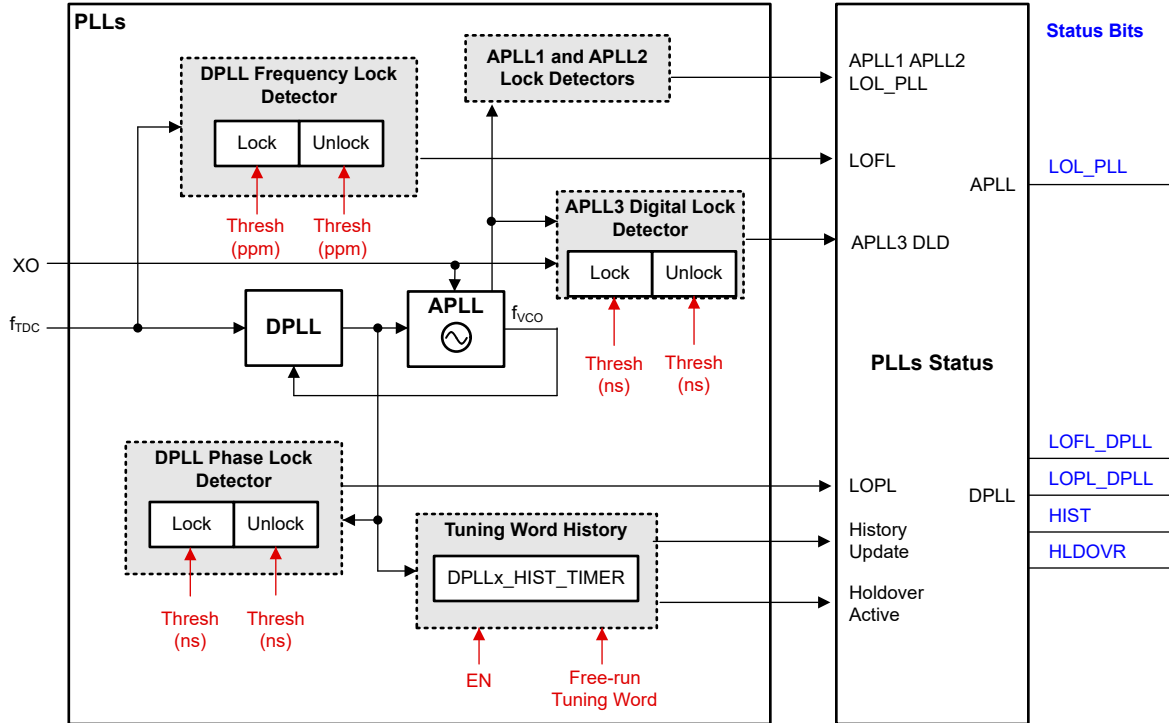 PLLs
DPLL Frequency Lock
Detector
Lock
Unlock
Thresh
(ppm)
Thresh
(ppm)
APLL1 and APLL2
Lock Detectors
APLL3 Digital Lock
Detector
Lock
Unlock
Thresh
(ns)
Thresh
(ns)
XO
fTDC
DPLL
APLL
fVCO
DPLL Phase Lock
Detector
Lock
Unlock
Thresh
(ns)
Thresh
(ns)
Tuning Word History
DPLLx_HIST_TIMER
EN
Free-run
Tuning Word
APLL1 APLL2
LOL_PLL
LOFL
APLL
APLL3 DLD
PLLs Status
LOPL
DPLL
History
Update
Holdover
Active
Status Bits
LOL_PLL
LOFL_DPLL
LOPL_DPLL
HIST
HLDOVR